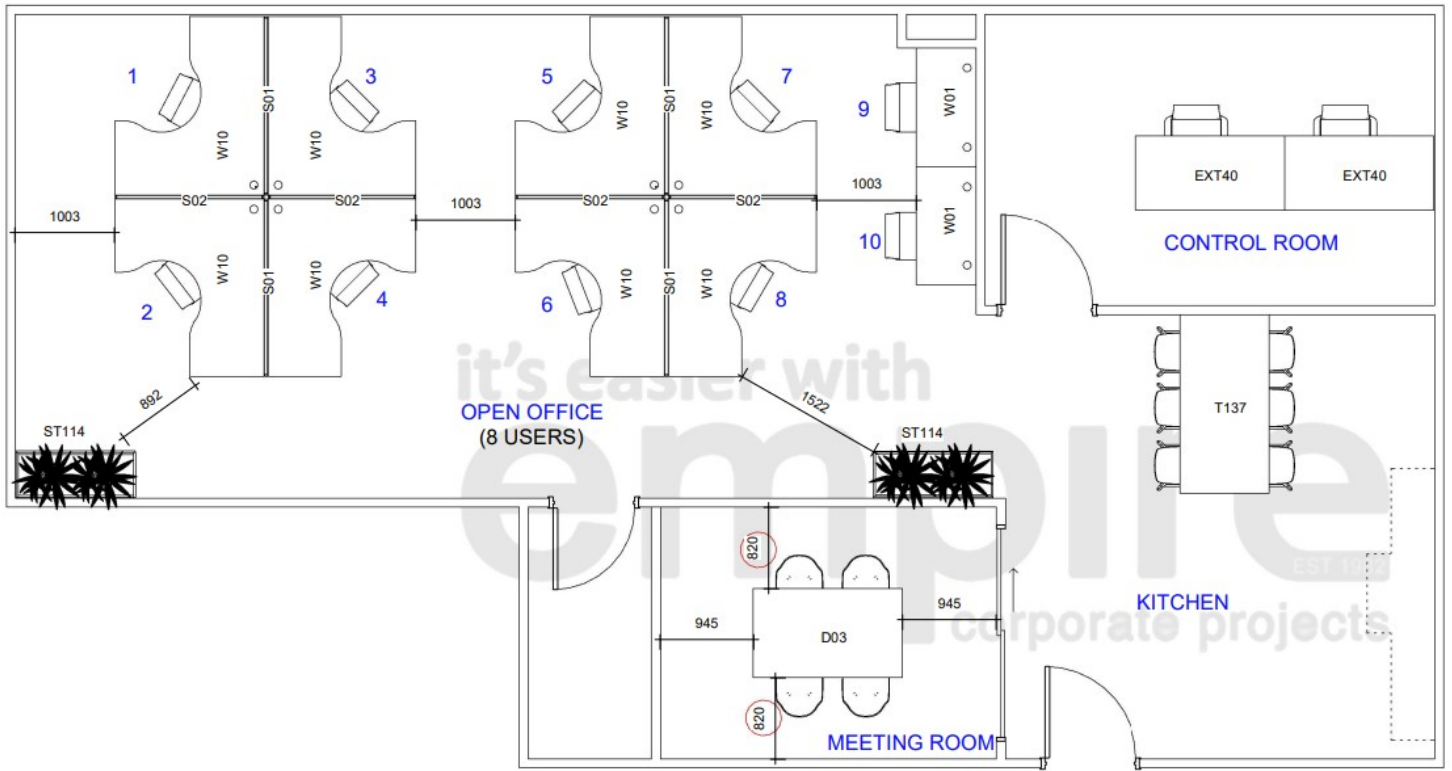 1
3
5
7
9
S01
S01
W10
W10
W10
W10
W01
EXT40
EXT40
1003
S02
S02
1003
S02
S02
1003
W01
CONTROL ROOM
10
2
W10
S01
W10
4
6
W10
S01
W10
8
it's easier with
892
OPEN OFFICE
(8 USERS)
1522
T137
ST114
ST114
empire
EST 1992
corporate projects
820
945
945
D03
KITCHEN
820
MEETING ROOM